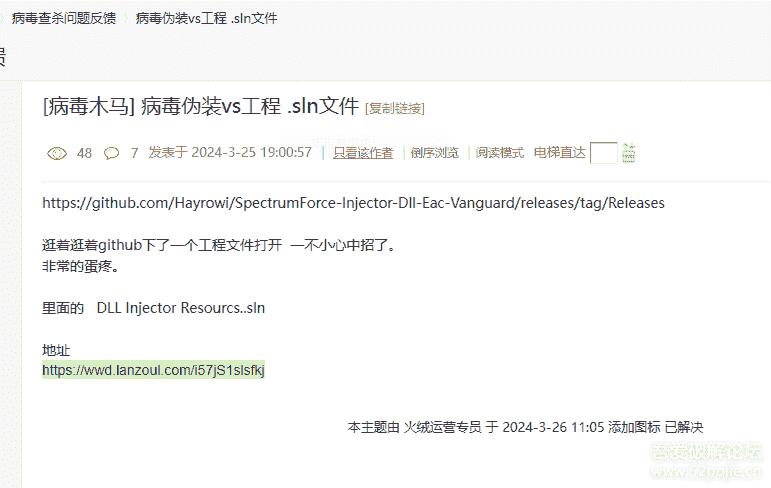 病毒查杀问题反馈 病毒伪装vs工程 .sln文件
[病毒木马] 病毒伪装vs工程 .sln文件 [复制链接]
48 7 发表于 2024-3-25 19:00:57 | 只看该作者 | 倒序浏览 | 阅读模式 电梯直达
https://github.com/Hayrowi/SpectrumForce-Injector-Dll-Eac-Vanguard/releases/tag/Releases
逛着逛着github下了一个工程文件打开 一不小心中招了。
非常的蛋疼。
里面的 DLL Injector Resourcs..sln
地址
https://wwd.lanzoul.com/i57jS1slsfkj
本主题由 火绒运营专员 于 2024-3-26 11:05 添加图标 已解决
吾爱破解论坛
www.52pojie.cn